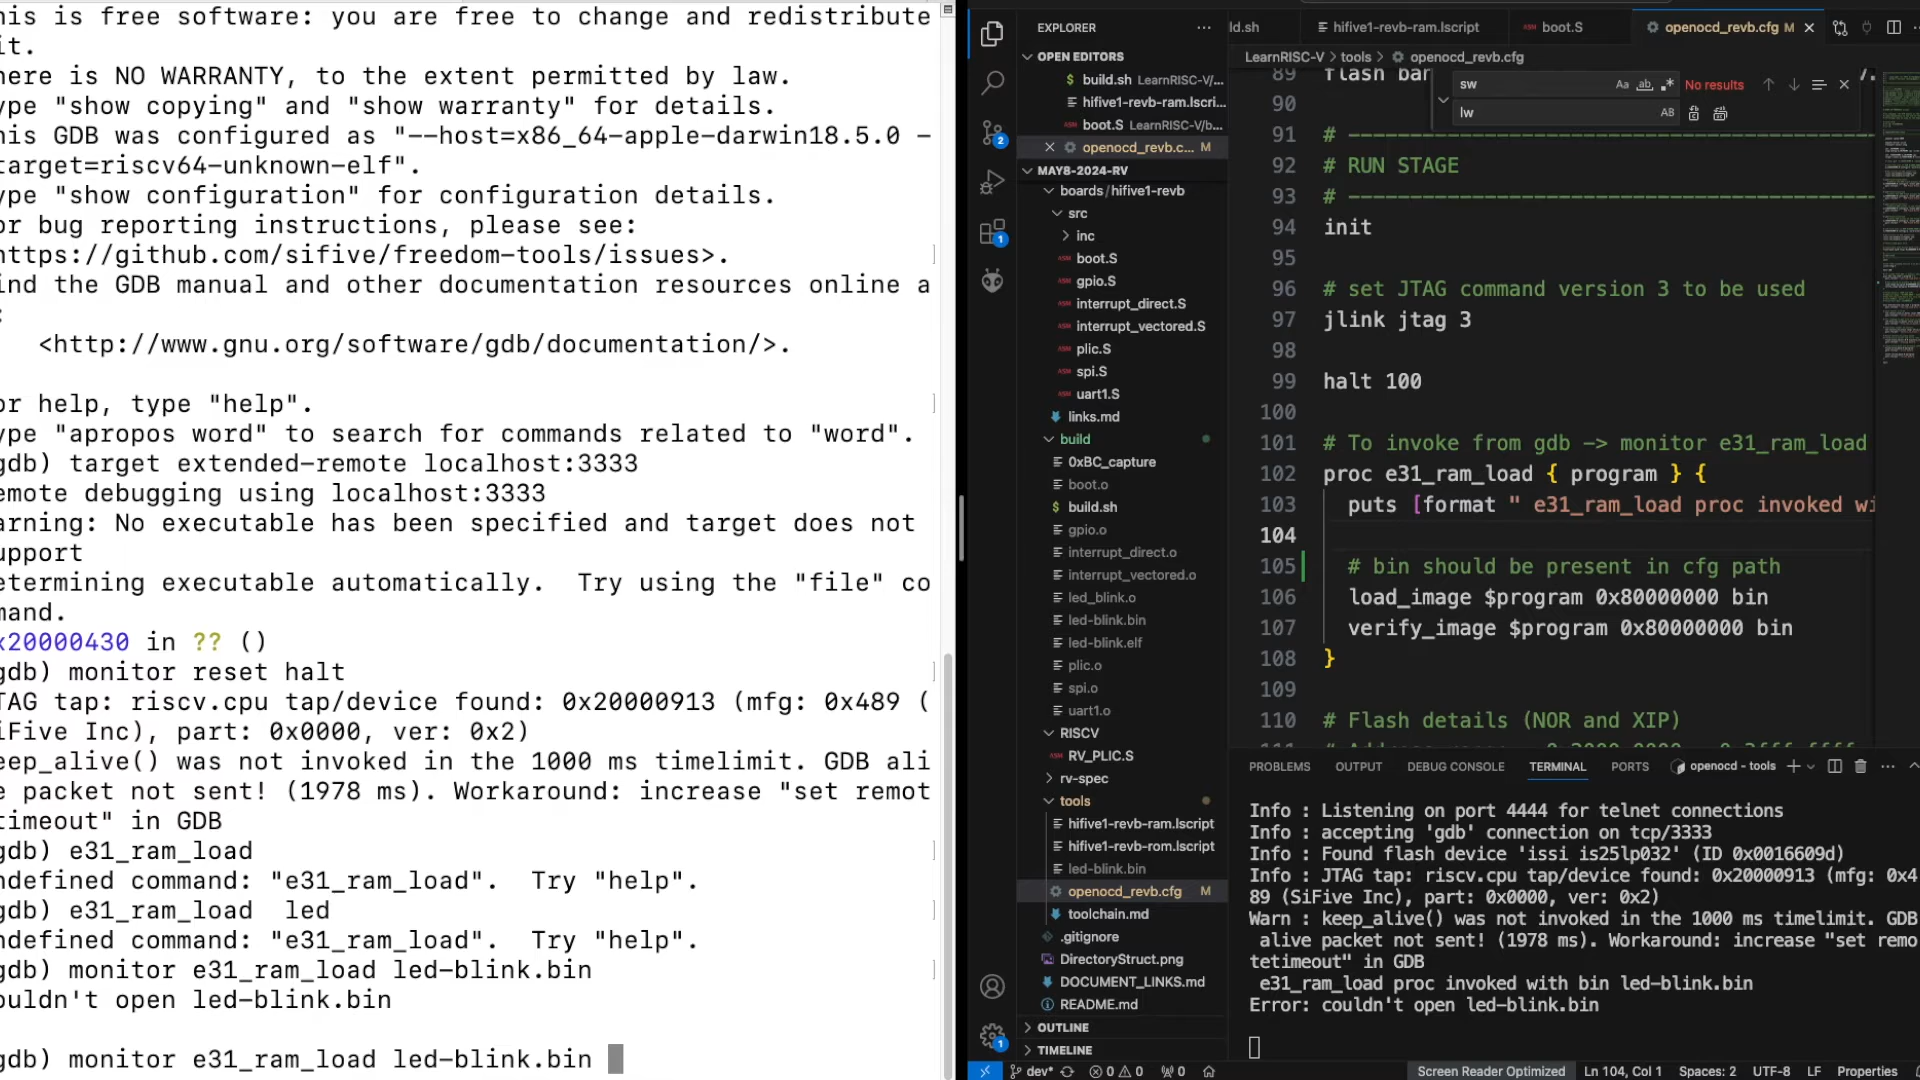 his is free software: you are free to change and redistribute
it.
here is NO WARRANTY, to the extent permitted by law.
ype "show copying" and "show warranty" for details.
his GDB was configured as "--host=x86_64-apple-darwin18.5.0 -
target=riscv64-unknown-elf".
ype "show configuration" for configuration details.
or bug reporting instructions, please see:
https://github.com/sifive/freedom-tools/issues>.
ind the GDB manual and other documentation resources online a
:
<http://www.gnu.org/software/gdb/documentation/>.
or help, type "help".
ype "apropos word" to search for commands related to "word".
gdb) target extended-remote localhost:3333
emote debugging using localhost:3333
arning: No executable has been specified and target does not
upport
etermining executable automatically.  Try using the "file" co
mand.
x20000430 in ?? ()
gdb) monitor reset halt
TAG tap: riscv.cpu tap/device found: 0x20000913 (mfg: 0x489 (
iFive Inc), part: 0x0000, ver: 0x2)
eep_alive() was not invoked in the 1000 ms timelimit. GDB ali
e packet not sent! (1978 ms). Workaround: increase "set remot
timeout" in GDB
gdb) e31_ram_load
ndefined command: "e31_ram_load".  Try "help".
gdb) e31_ram_load  led
ndefined command: "e31_ram_load".  Try "help".
gdb) monitor e31_ram_load led-blink.bin
ouldn't open led-blink.bin
gdb) monitor e31_ram_load led-blink.bin
2
1
1
EXPLORER ···
OPEN EDITORS
$ build.sh LearnRISC-V/...
hifive1-revb-ram.lscri...
boot.S LearnRISC-V/b...
openocd_revb.c... M
MAY8-2024-RV
boards/hifive1-revb
src
inc
boot.S
gpio.S
interrupt_direct.S
interrupt_vectored.S
plic.S
spi.S
uart1.S
links.md
build
0xBC_capture
boot.o
$ build.sh
gpio.o
interrupt_direct.o
interrupt_vectored.o
led_blink.o
led-blink.bin
led-blink.elf
plic.o
spi.o
uart1.o
RISCV
RV_PLIC.S
rv-spec
tools
hifive1-revb-ram.lscript
hifive1-revb-rom.lscript
led-blink.bin
openocd_revb.cfg M
toolchain.md
.gitignore
DirectoryStruct.png
DOCUMENT_LINKS.md
README.md
OUTLINE
TIMELINE
ld.sh hifive1-revb-ram.lscript boot.S openocd_revb.cfg M
LearnRISC-V > tools > openocd_revb.cfg
sw Aa ab .* No results
lw AB
89 flash ban
90
91 # ----
92 # RUN STAGE
93 # ----
94 init
95
96 # set JTAG command version 3 to be used
97 jlink jtag 3
98
99 halt 100
100
101 # To invoke from gdb -> monitor e31_ram_load
102 proc e31_ram_load { program } {
103 puts [format " e31_ram_load proc invoked wi
104
105 # bin should be present in cfg path
106 load_image $program 0x80000000 bin
107 verify_image $program 0x80000000 bin
108 }
109
110 # Flash details (NOR and XIP)
PROBLEMS OUTPUT DEBUG CONSOLE TERMINAL PORTS openocd - tools
Info : Listening on port 4444 for telnet connections
Info : accepting 'gdb' connection on tcp/3333
Info : Found flash device 'issi is25lp032' (ID 0x0016609d)
Info : JTAG tap: riscv.cpu tap/device found: 0x20000913 (mfg: 0x4
89 (SiFive Inc), part: 0x0000, ver: 0x2)
Warn : keep_alive() was not invoked in the 1000 ms timelimit. GDB
alive packet not sent! (1978 ms). Workaround: increase "set remo
tetimeout" in GDB
e31_ram_load proc invoked with bin led-blink.bin
Error: couldn't open led-blink.bin
dev* 0 0 0 Screen Reader Optimized Ln 104, Col 1 Spaces: 2 UTF-8 LF Properties